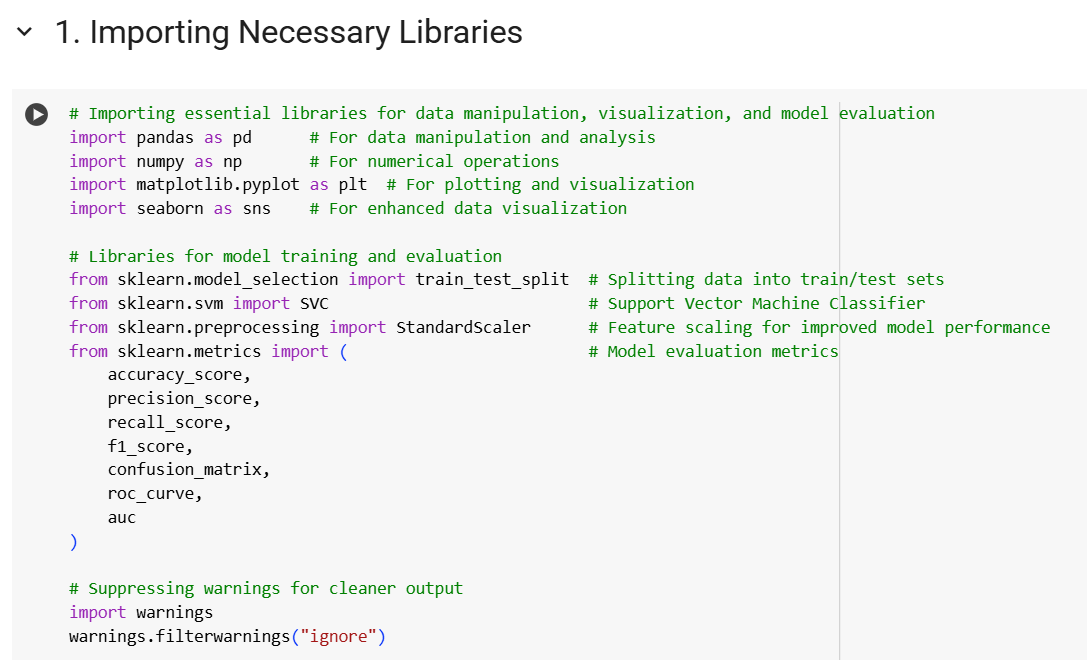 1. Importing Necessary Libraries
# Importing essential libraries for data manipulation, visualization, and model evaluation
import pandas as pd      # For data manipulation and analysis
import numpy as np       # For numerical operations
import matplotlib.pyplot as plt  # For plotting and visualization
import seaborn as sns    # For enhanced data visualization
# Libraries for model training and evaluation
from sklearn.model_selection import train_test_split  # Splitting data into train/test sets
from sklearn.svm import SVC                           # Support Vector Machine Classifier
from sklearn.preprocessing import StandardScaler      # Feature scaling for improved model performance
from sklearn.metrics import (                         # Model evaluation metrics
    accuracy_score,
    precision_score,
    recall_score,
    f1_score,
    confusion_matrix,
    roc_curve,
    auc
)
# Suppressing warnings for cleaner output
import warnings
warnings.filterwarnings("ignore")